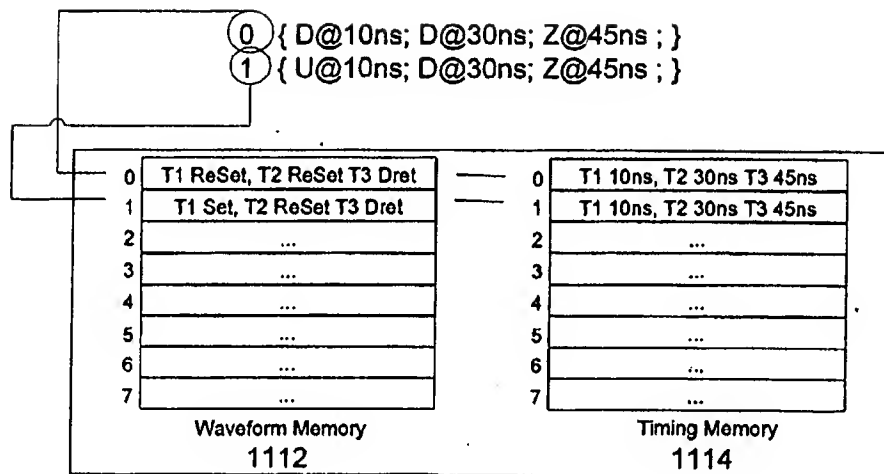 0 { D@10ns; D@30ns; Z@45ns ; }
1 { U@10ns; D@30ns; Z@45ns ; }
0 T1 ReSet, T2 ReSet T3 Dret 0 T1 10ns, T2 30ns T3 45ns
1 T1 Set, T2 ReSet T3 Dret 1 T1 10ns, T2 30ns T3 45ns
2 ... 2 ...
3 ... 3 ...
4 ... 4 ...
5 ... 5 ...
6 ... 6 ...
7 ... 7 ...
Waveform Memory Timing Memory
1112 1114